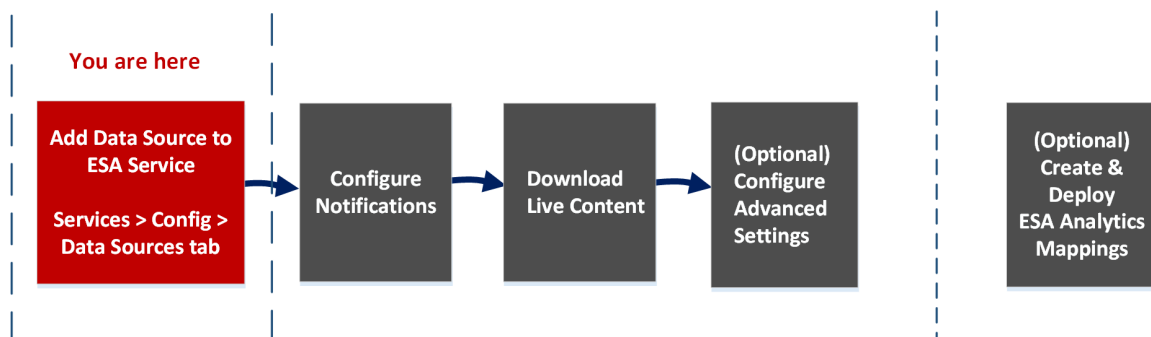 You are here
Add Data Source to
ESA Service
Services > Config >
Data Sources tab
Configure
Notifications
Download
Live Content
(Optional)
Configure
Advanced
Settings
(Optional)
Create &
Deploy
ESA Analytics
Mappings